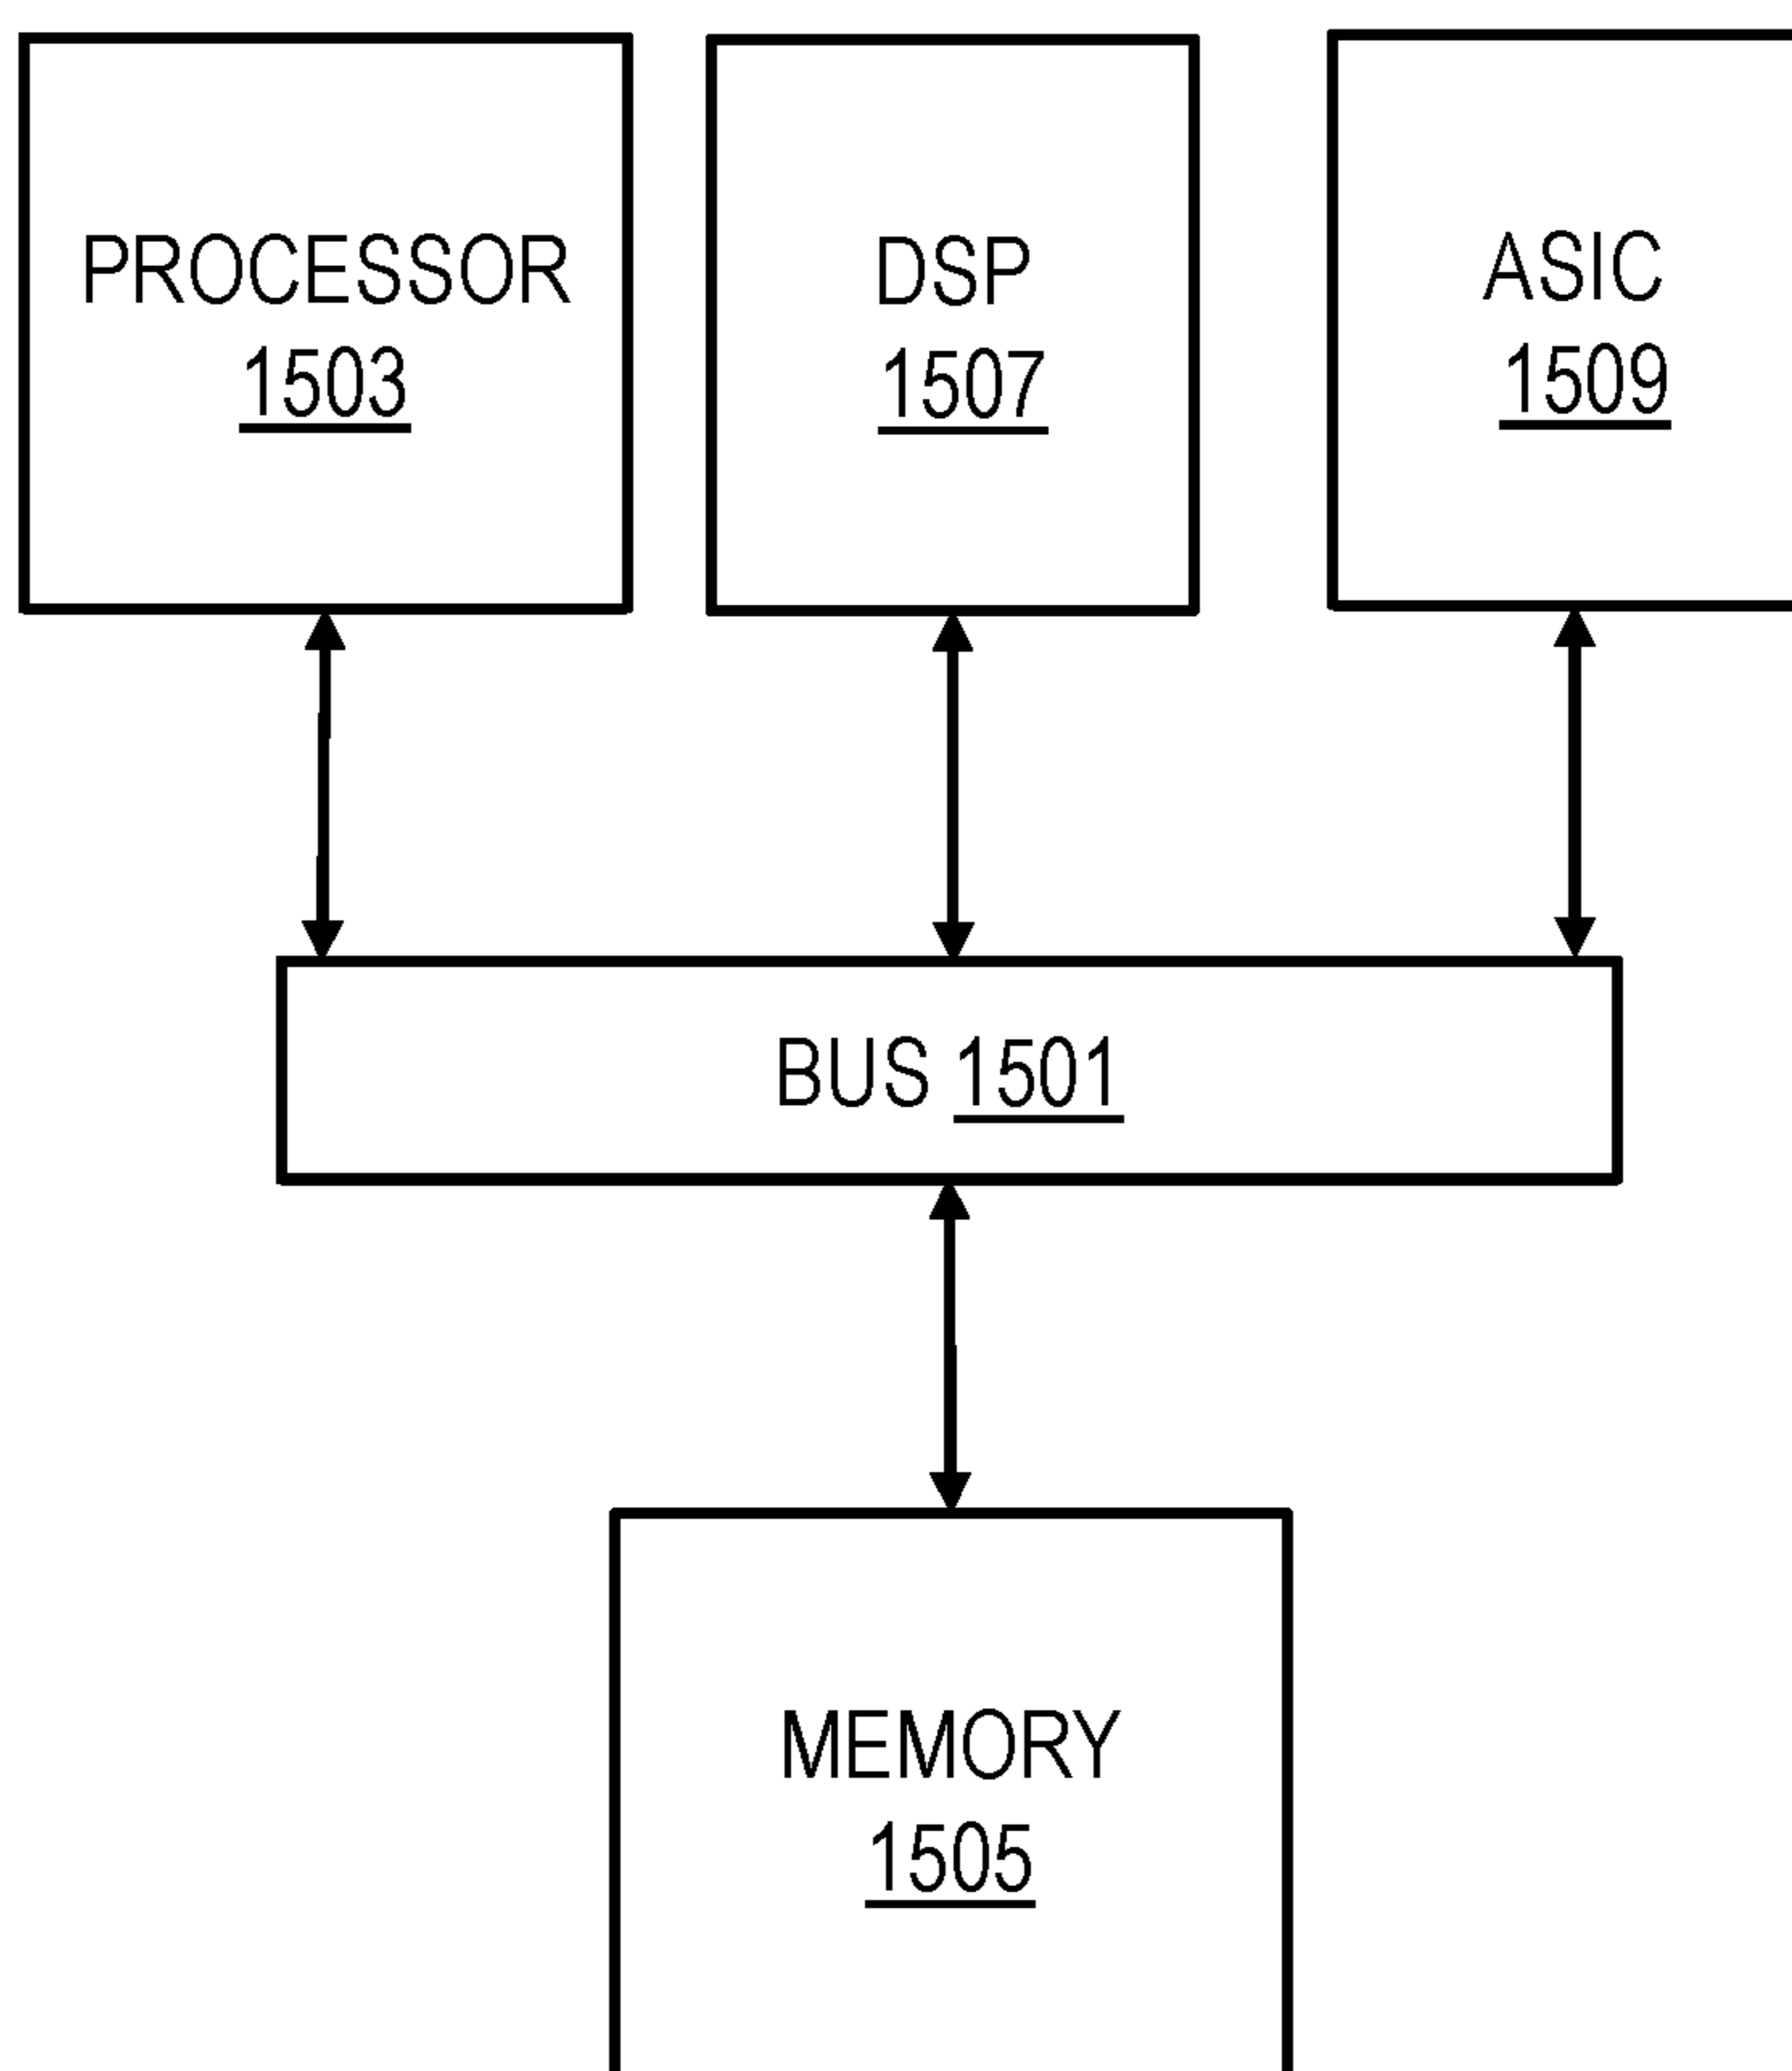 PROCESSOR
1503
DSP
1507
ASIC
1509
BUS 1501
MEMORY
1505